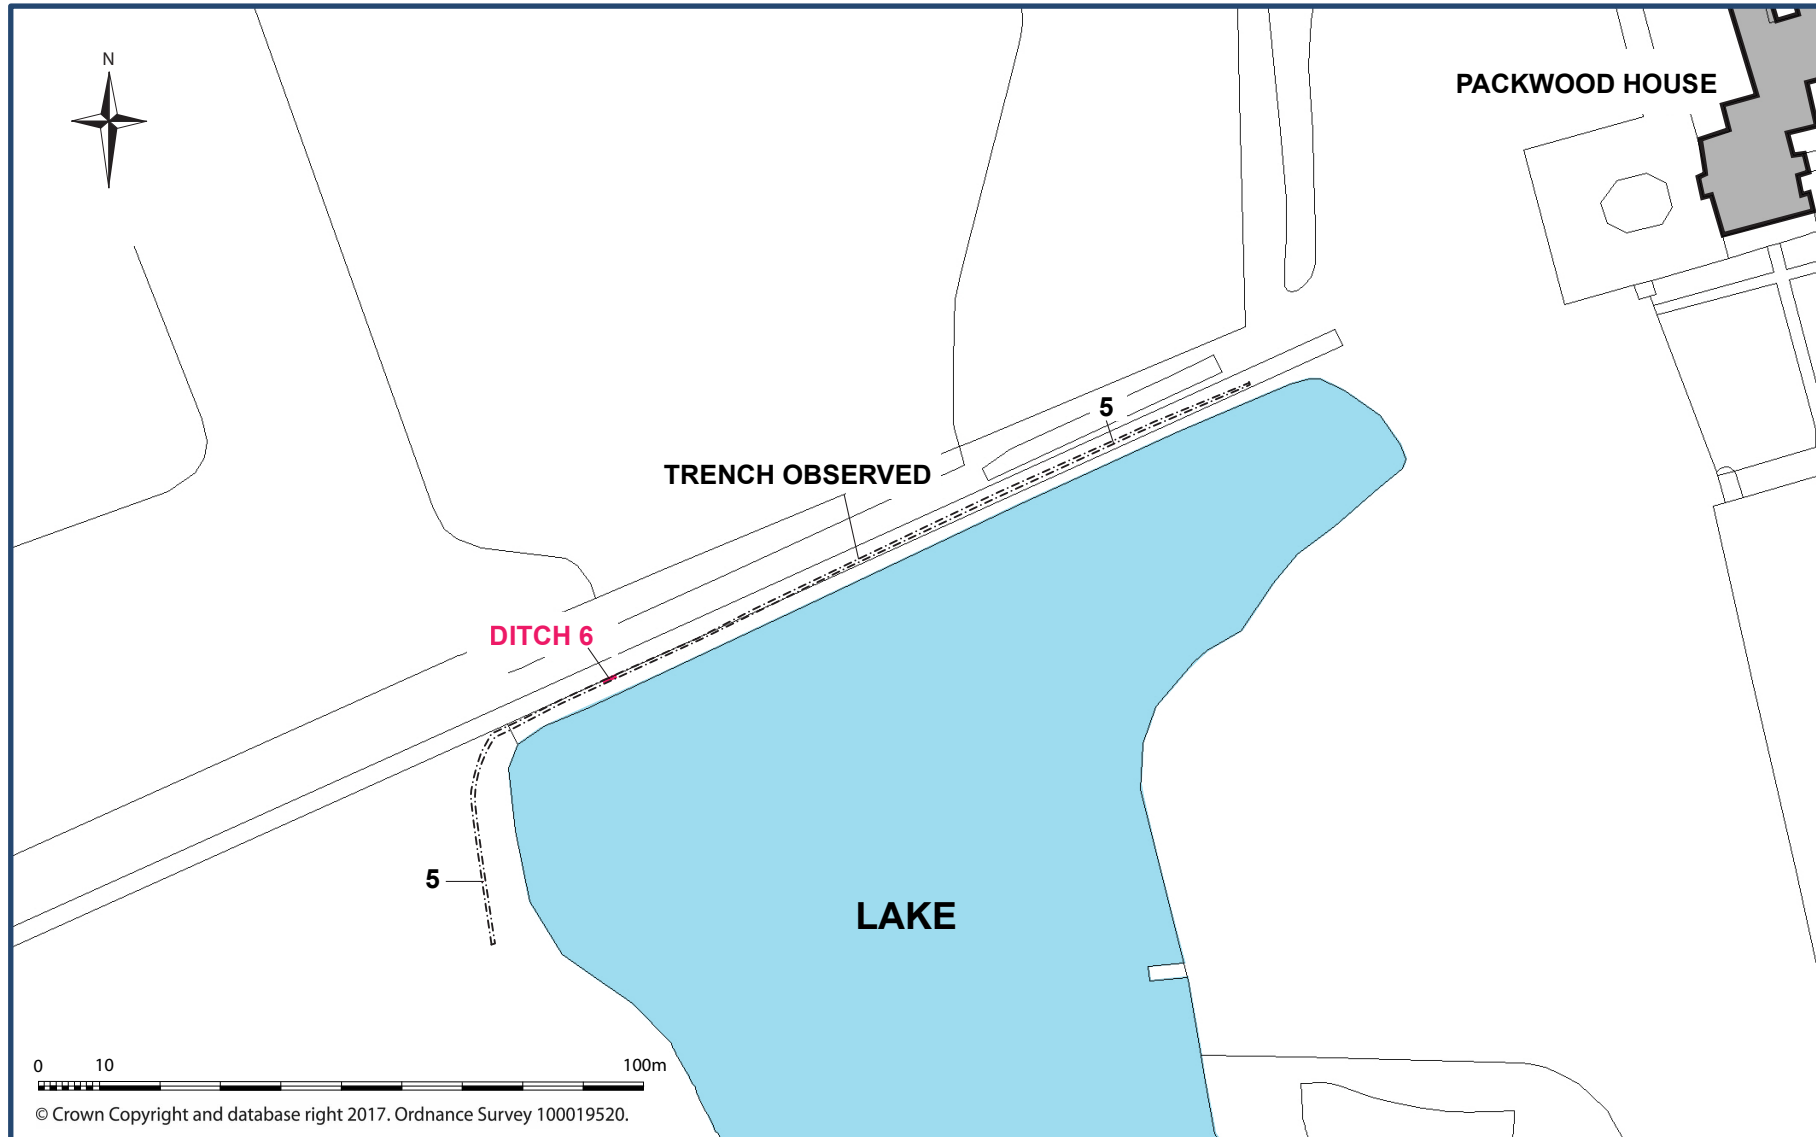 N
PACKWOOD HOUSE
5
TRENCH OBSERVED
DITCH 6
5
LAKE
0 10 100m
© Crown Copyright and database right 2017. Ordnance Survey 100019520.